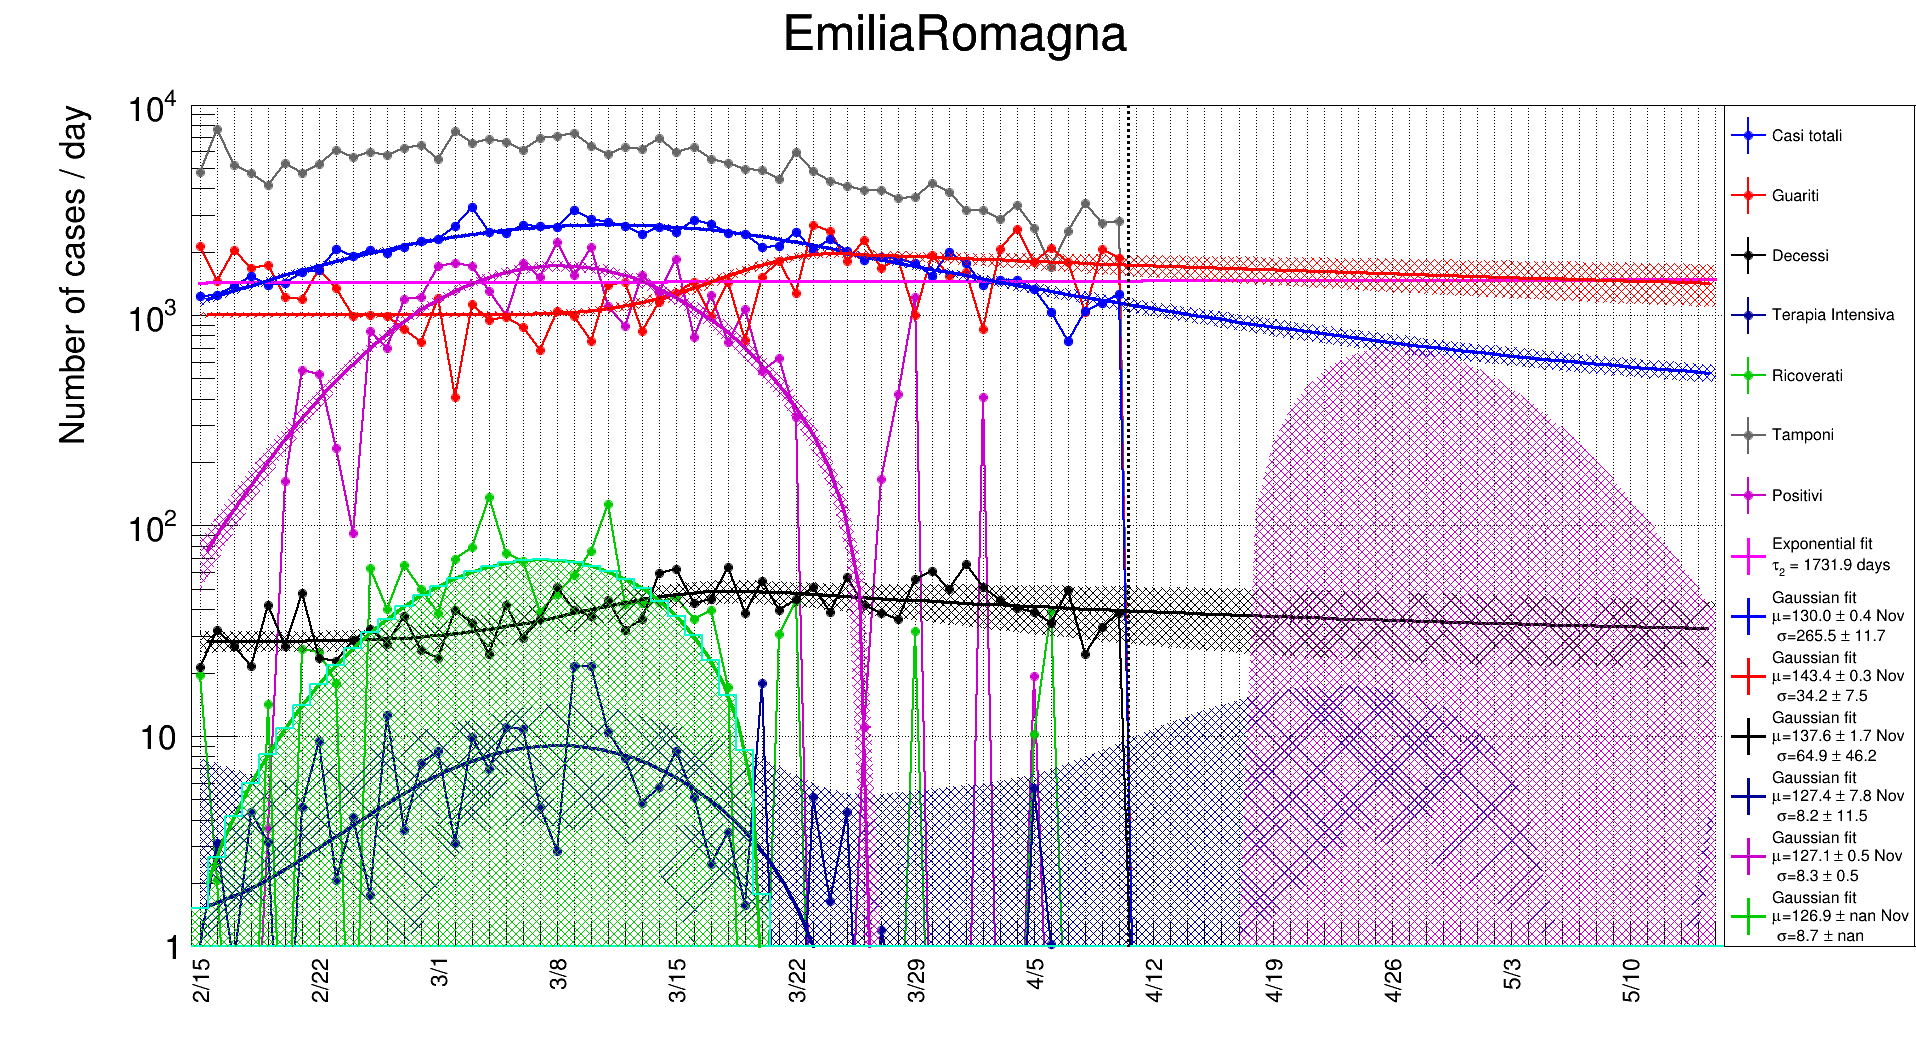 EmiliaRomagna
Number of cases / day
10^4
10^3
10^2
10
1
2/15
2/22
3/1
3/8
3/15
3/22
3/29
4/5
4/12
4/19
4/26
5/3
5/10
Casi totali
Guariti
Decessi
Terapia Intensiva
Ricoverati
Tamponi
Positivi
Exponential fit
τ₂ = 1731.9 days
Gaussian fit
μ=130.0 ± 0.4 Nov
σ=265.5 ± 11.7
Gaussian fit
μ=143.4 ± 0.3 Nov
σ=34.2 ± 7.5
Gaussian fit
μ=137.6 ± 1.7 Nov
σ=64.9 ± 46.2
Gaussian fit
μ=127.4 ± 7.8 Nov
σ=8.2 ± 11.5
Gaussian fit
μ=127.1 ± 0.5 Nov
σ=8.3 ± 0.5
Gaussian fit
μ=126.9 ± nan Nov
σ=8.7 ± nan